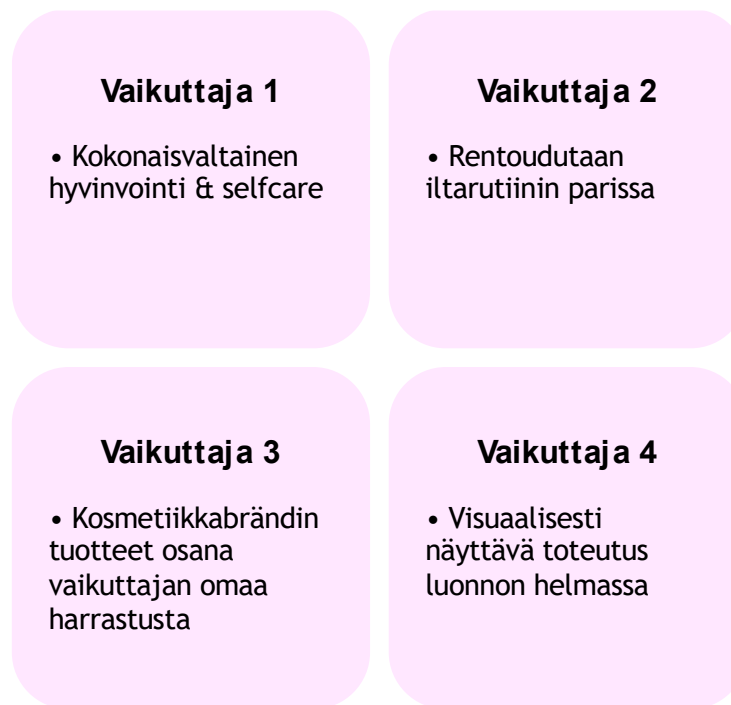 Vaikuttaja 1
• Kokonaisvaltainen
hyvinvointi & selfcare
Vaikuttaja 2
• Rentoudutaan
iltarutiinin parissa
Vaikuttaja 3
• Kosmetiikkabrändin
tuotteet osana
vaikuttajan omaa
harrastusta
Vaikuttaja 4
• Visuaalisesti
näyttävä toteutus
luonnon helmassa